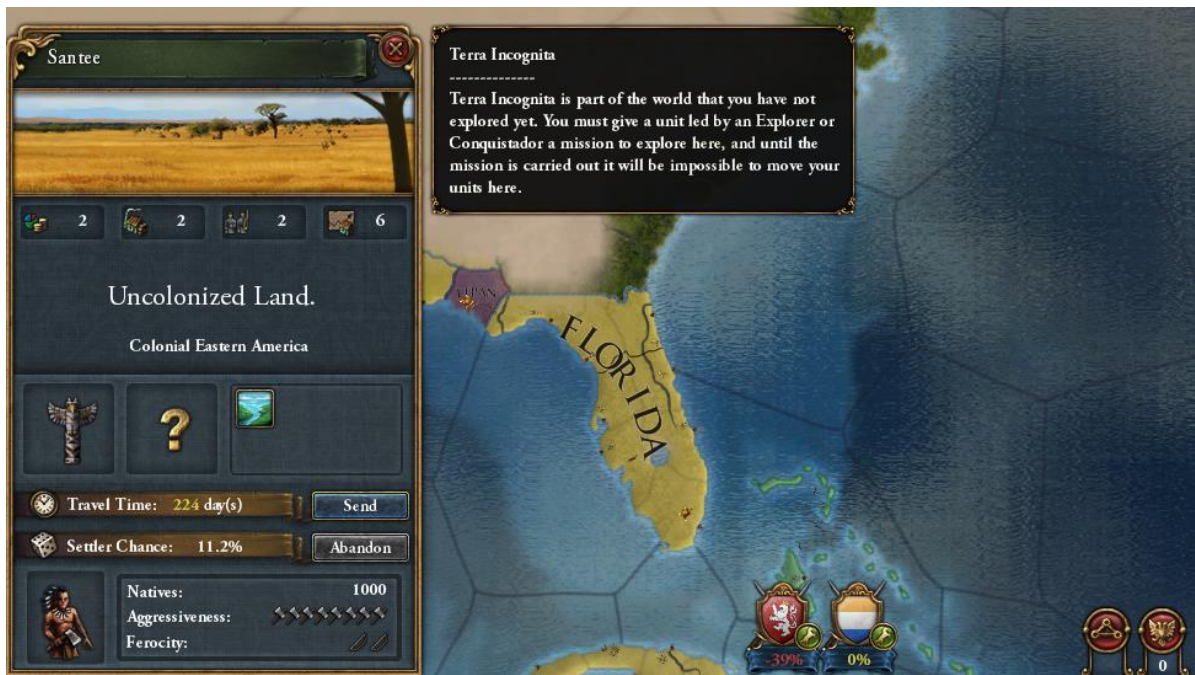 Santee
2 2 2 6
Uncolonized Land.
Colonial Eastern America
Travel Time: 224 day(s) Send
Settler Chance: 11.2% Abandon
Natives: 1000
Aggressiveness:
Ferocity:
Terra Incognita
--------------
Terra Incognita is part of the world that you have not
explored yet. You must give a unit led by an Explorer or
Conquistador a mission to explore here, and until the
mission is carried out it will be impossible to move your
units here.
FLORIDA
-39% 0%
0